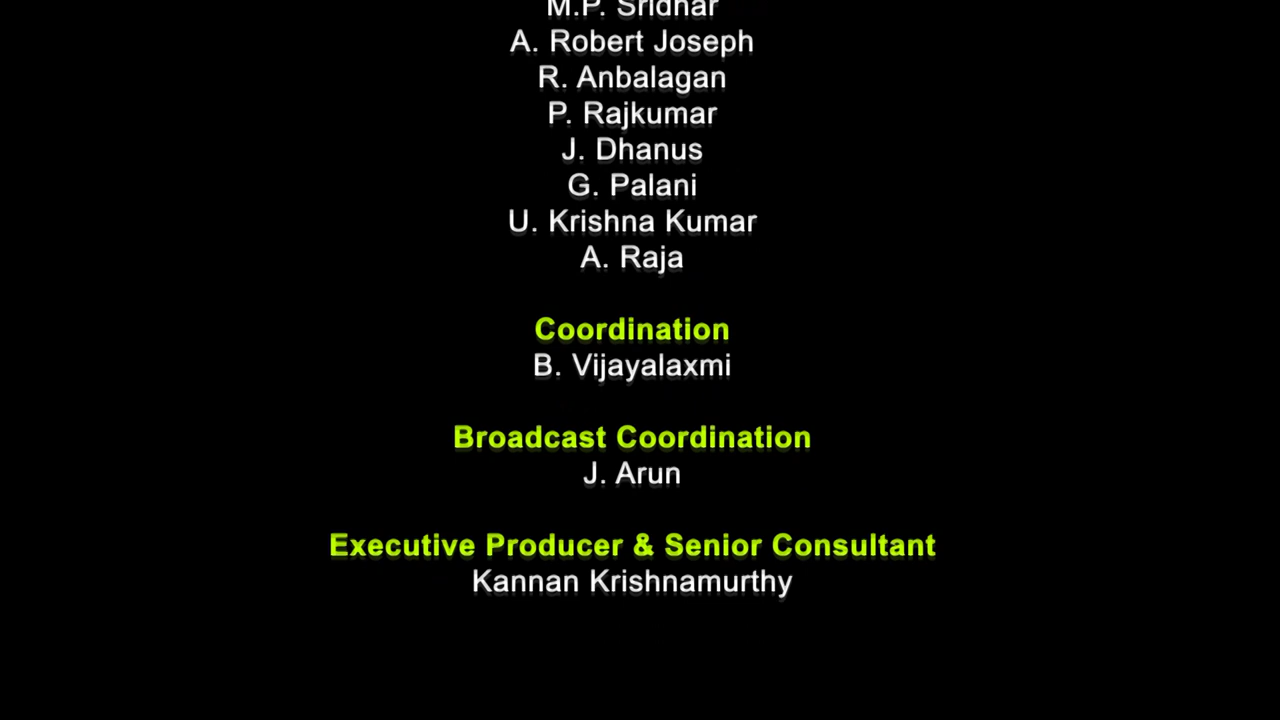 M.P. Sridhar
A. Robert Joseph
R. Anbalagan
P. Rajkumar
J. Dhanus
G. Palani
U. Krishna Kumar
A. Raja
Coordination
B. Vijayalaxmi
Broadcast Coordination
J. Arun
Executive Producer & Senior Consultant
Kannan Krishnamurthy